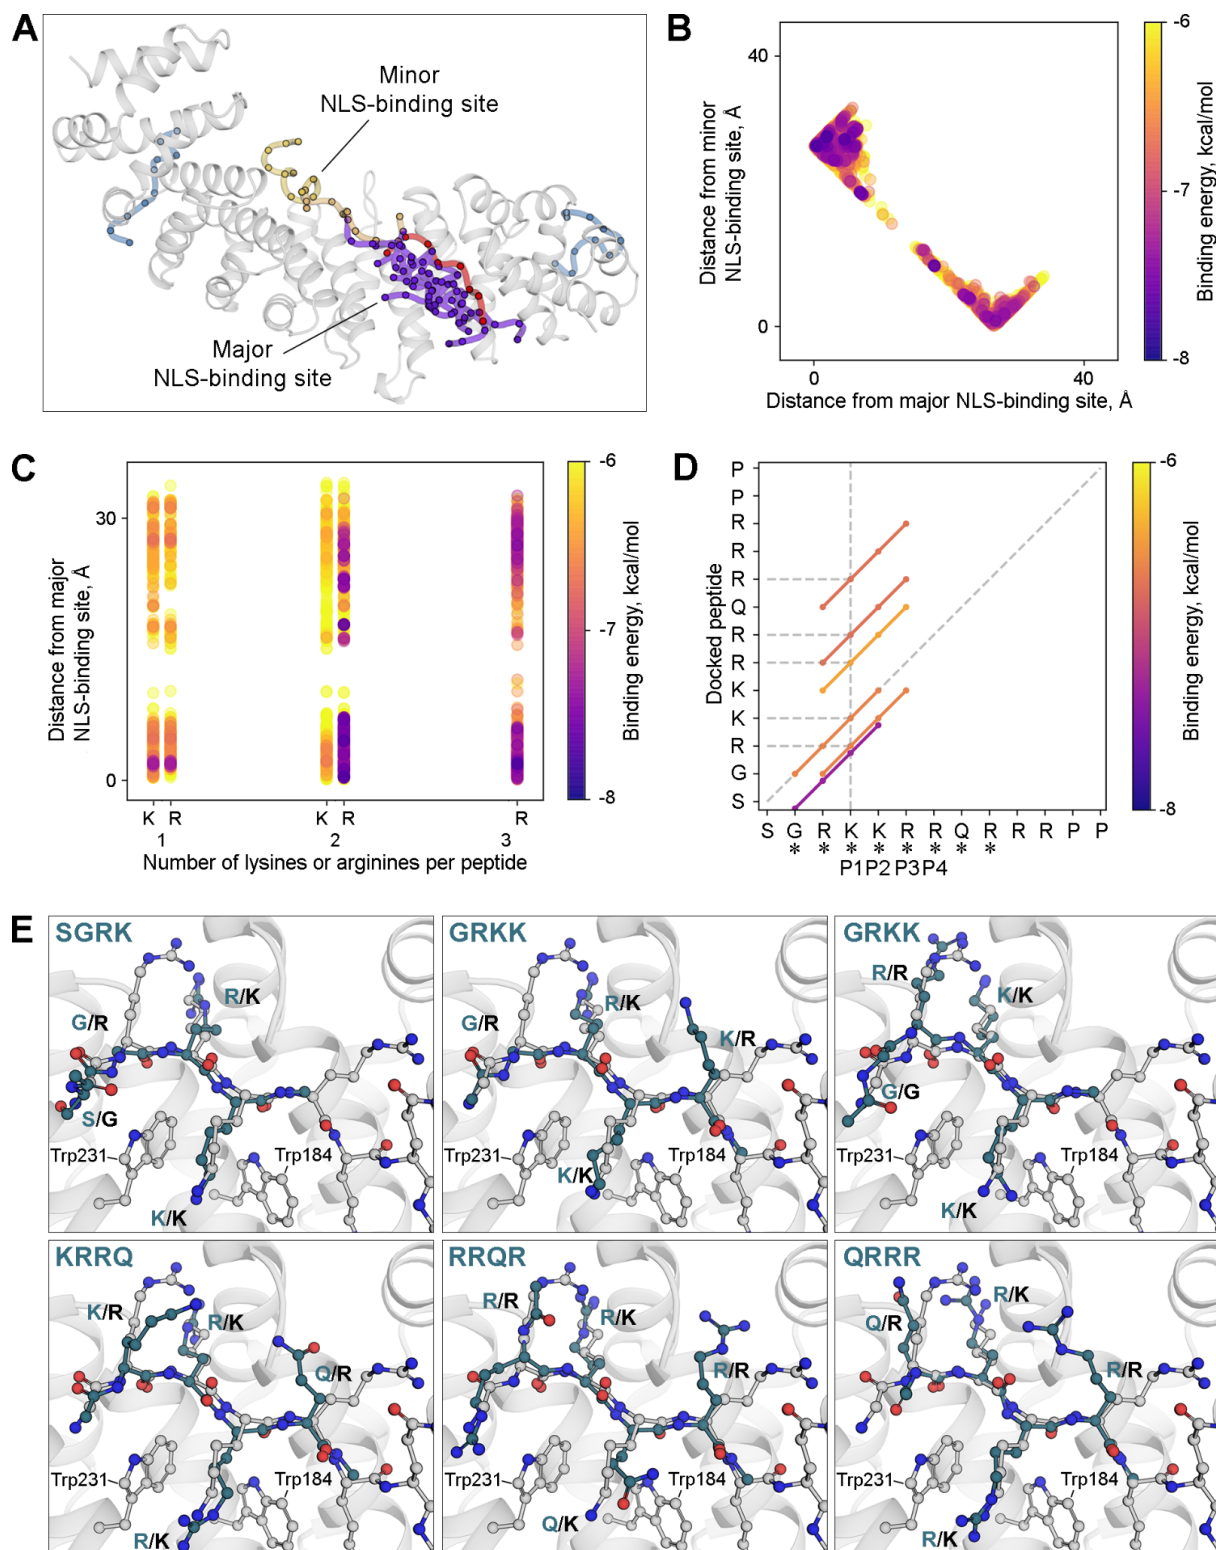 A
Minor
NLS-binding site
Major
NLS-binding site
B
40
0
0
40
Distance from minor
NLS-binding site, Å
Distance from major NLS-binding site, Å
-6
-7
-8
Binding energy, kcal/mol
C
30
0
Distance from major
NLS-binding site, Å
K R K R R
1 2 3
Number of lysines or arginines per peptide
-6
-7
-8
Binding energy, kcal/mol
D
P
P
R
R
R
Q
R
R
K
K
R
G
S
Docked peptide
S G R K K R R Q R R R P P
* * * * * * * *
P1 P2 P3 P4
-6
-7
-8
Binding energy, kcal/mol
E
SGRK
G/R
R/K
S/G
Trp231
Trp184
K/K
GRKK
G/R
R/K
K/R
Trp231
Trp184
K/K
GRKK
R/R
K/K
G/G
Trp231
Trp184
K/K
KRRQ
K/R
R/K
Q/R
Trp231
Trp184
R/K
RRQR
R/R
R/K
R/R
Trp231
Trp184
Q/K
QRRR
R/K
Q/R
R/R
Trp231
Trp184
R/K